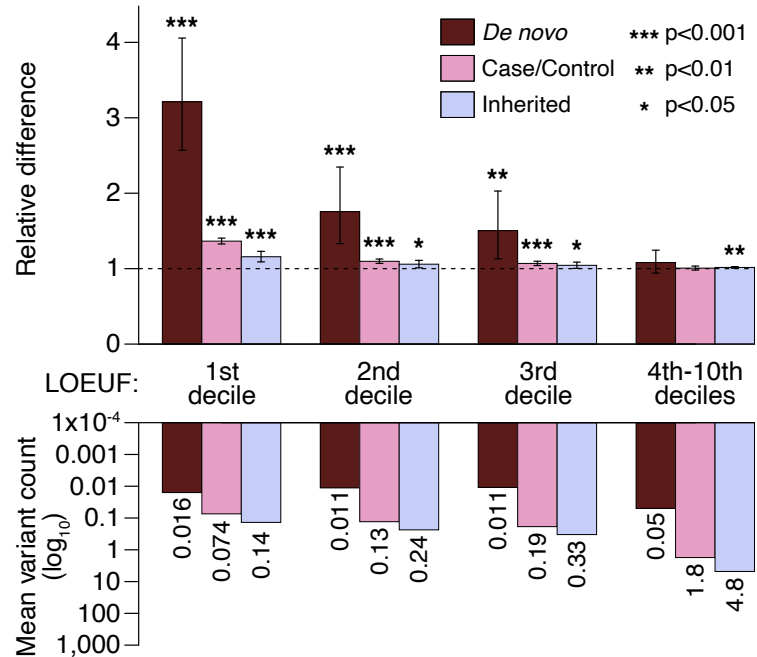 Relative difference
4
3
2
1
0
***
***
***
***
***
*
**
***
*
**
De novo
Case/Control
Inherited
*** p<0.001
** p<0.01
* p<0.05
LOEUF:
1st
decile
2nd
decile
3rd
decile
4th-10th
deciles
Mean variant count
(log10)
1x10-4
0.001
0.01
0.1
1
10
100
1,000
0.016
0.074
0.14
0.011
0.13
0.24
0.011
0.19
0.33
0.05
1.8
4.8